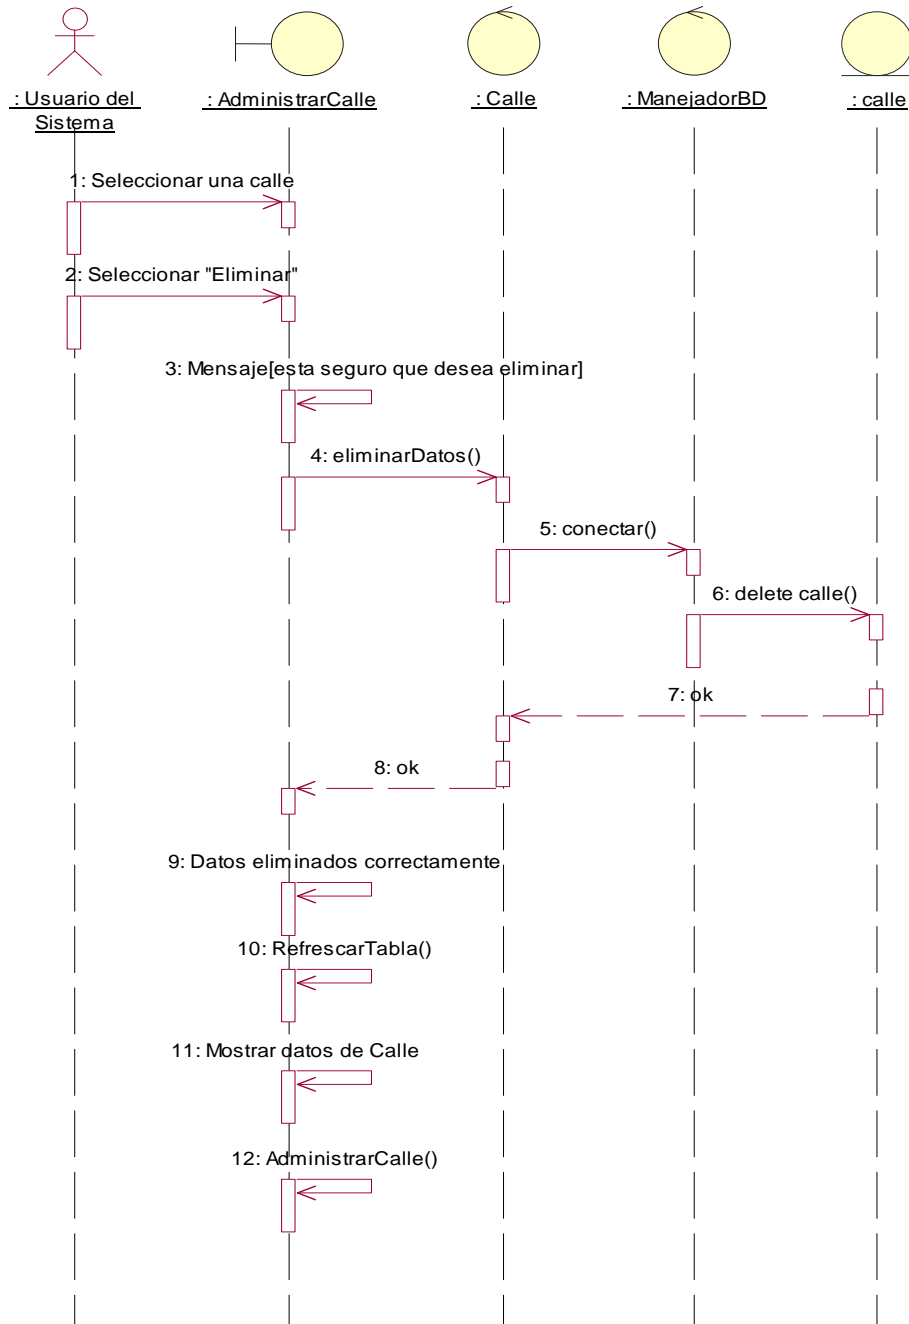 : Usuario del
Sistema
: AdministrarCalle
: Calle
: ManejadorBD
: calle
1: Seleccionar una calle
2: Seleccionar "Eliminar"
3: Mensaje[esta seguro que desea eliminar]
4: eliminarDatos()
5: conectar()
6: delete calle()
7: ok
8: ok
9: Datos eliminados correctamente
10: RefrescarTabla()
11: Mostrar datos de Calle
12: AdministrarCalle()